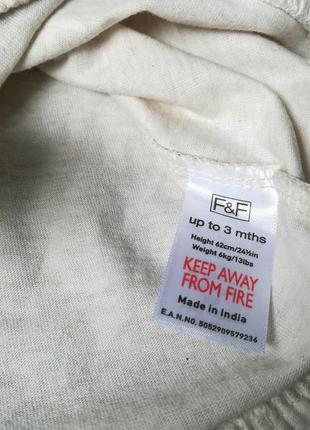 F&F
up to 3 mths
Height 62cm/24½in
Weight 6kg/13lbs
KEEP AWAY
FROM FIRE
Made in India
E.A.N.NO. 5052909579236